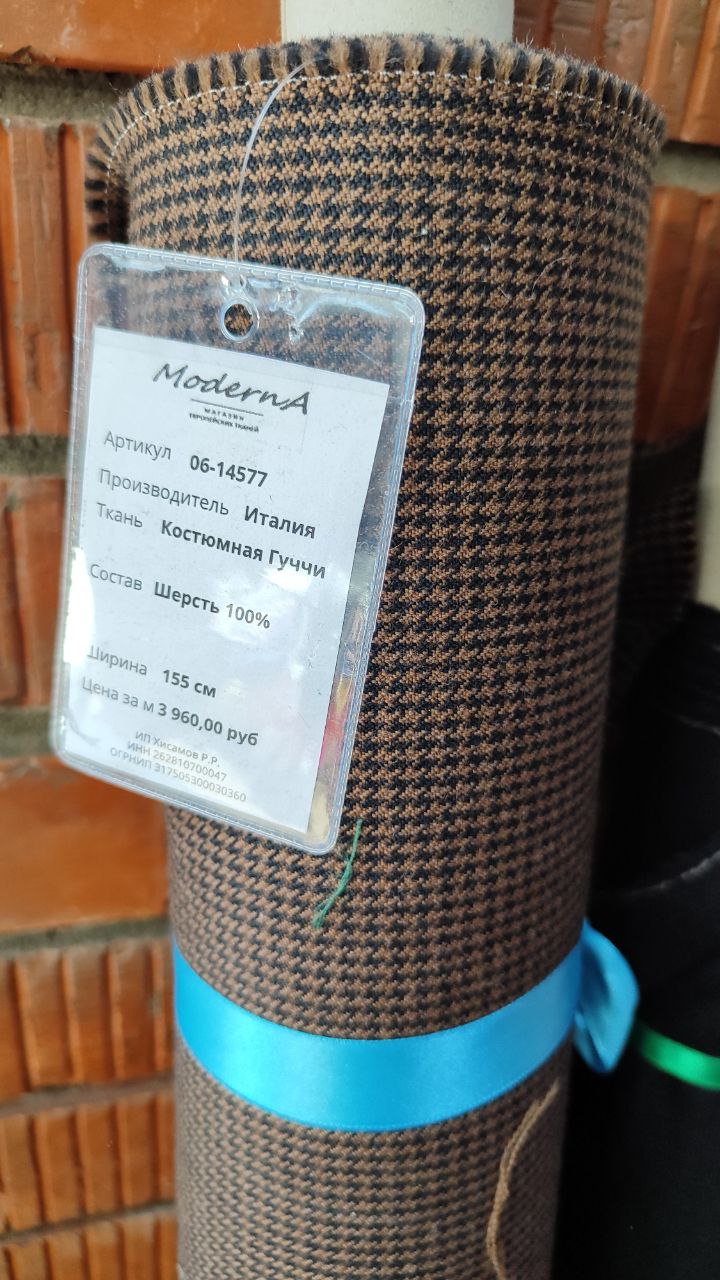 ModernA
МАГАЗИН
ЕВРОПЕЙСКИХ ТКАНЕЙ
Артикул 06-14577
Производитель Италия
Ткань Костюмная Гуччи
Состав Шерсть 100%
Ширина 155 см
Цена за м 3 960,00 руб
ИП Хисамов Р.Р.
ИНН 262810700047
ОГРНИП 317505300030360